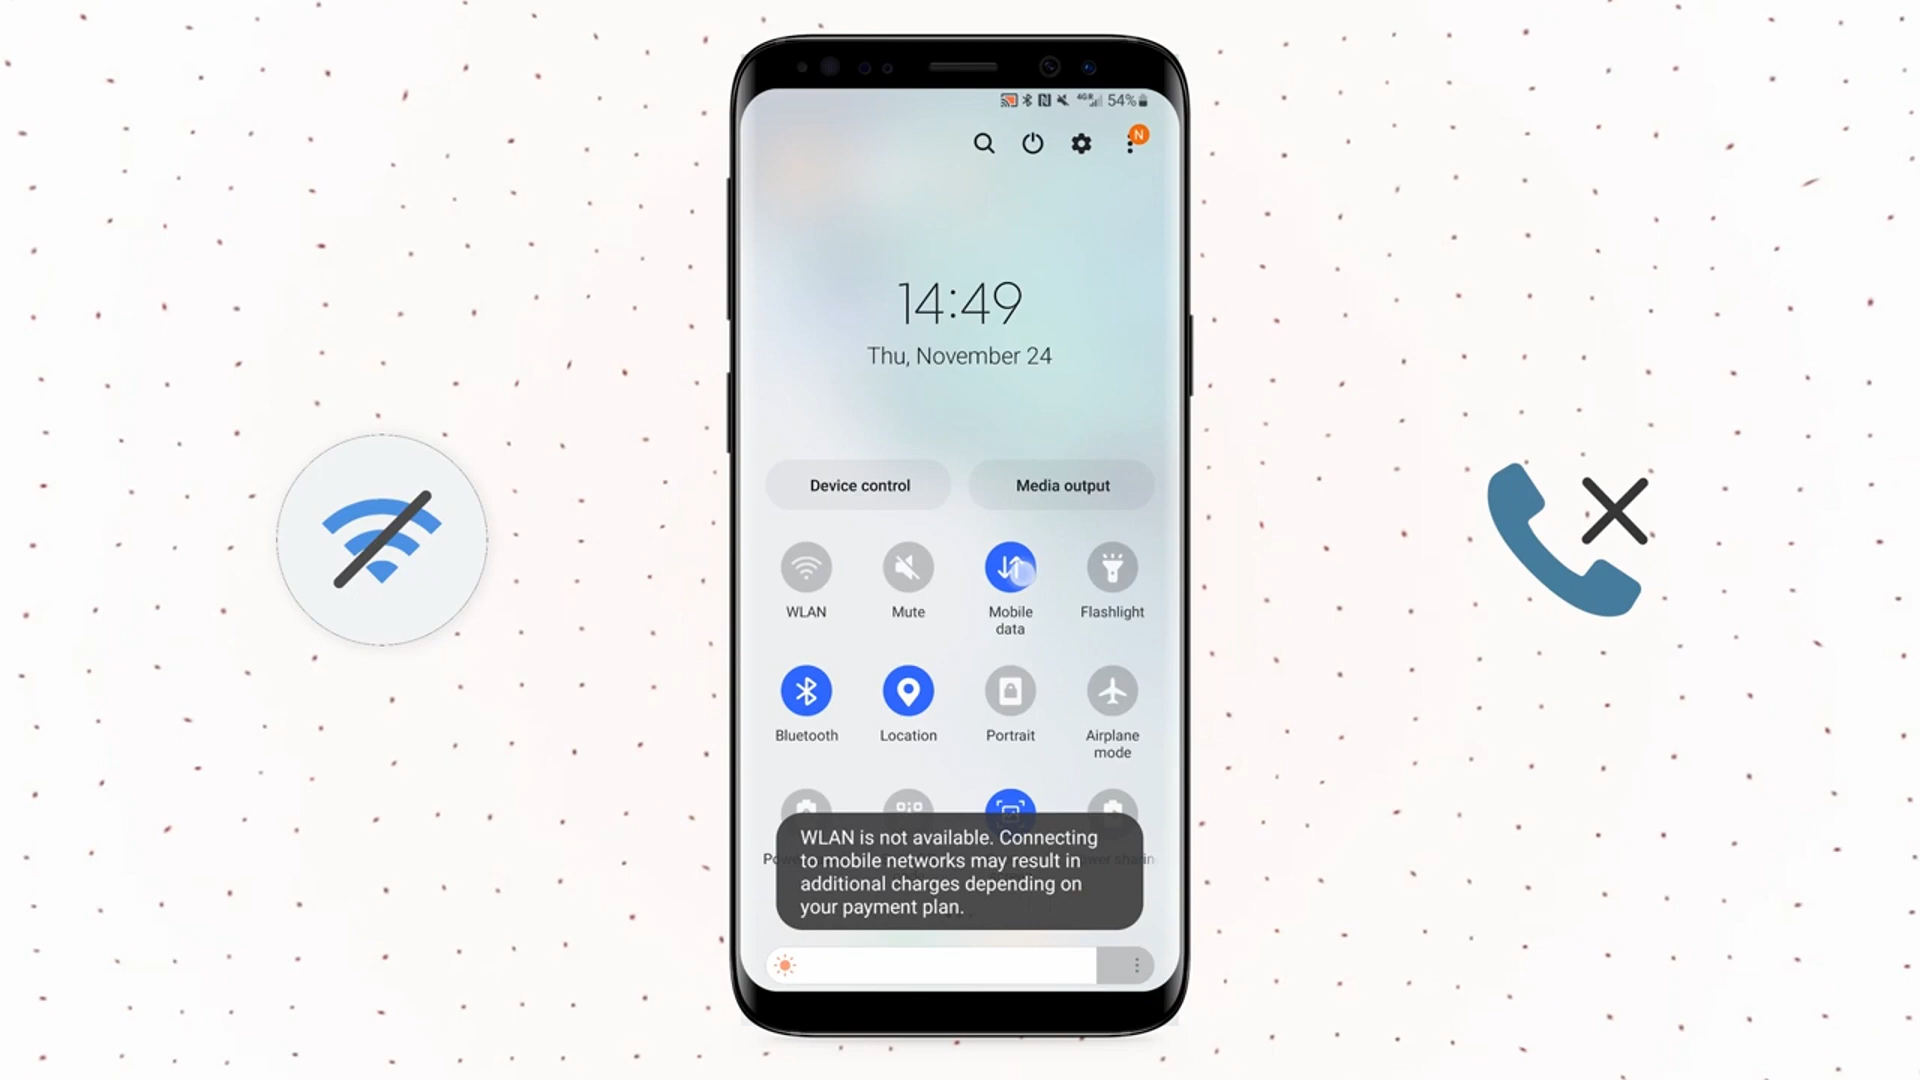 54%
N
14:49
Thu, November 24
Device control
Media output
WLAN
Mute
Mobile
data
Flashlight
Bluetooth
Location
Portrait
Airplane
mode
WLAN is not available. Connecting
to mobile networks may result in
additional charges depending on
your payment plan.